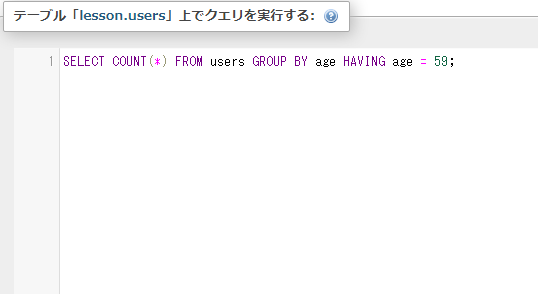 テーブル「lesson.users」上でクエリを実行する:
1 SELECT COUNT(*) FROM users GROUP BY age HAVING age = 59;